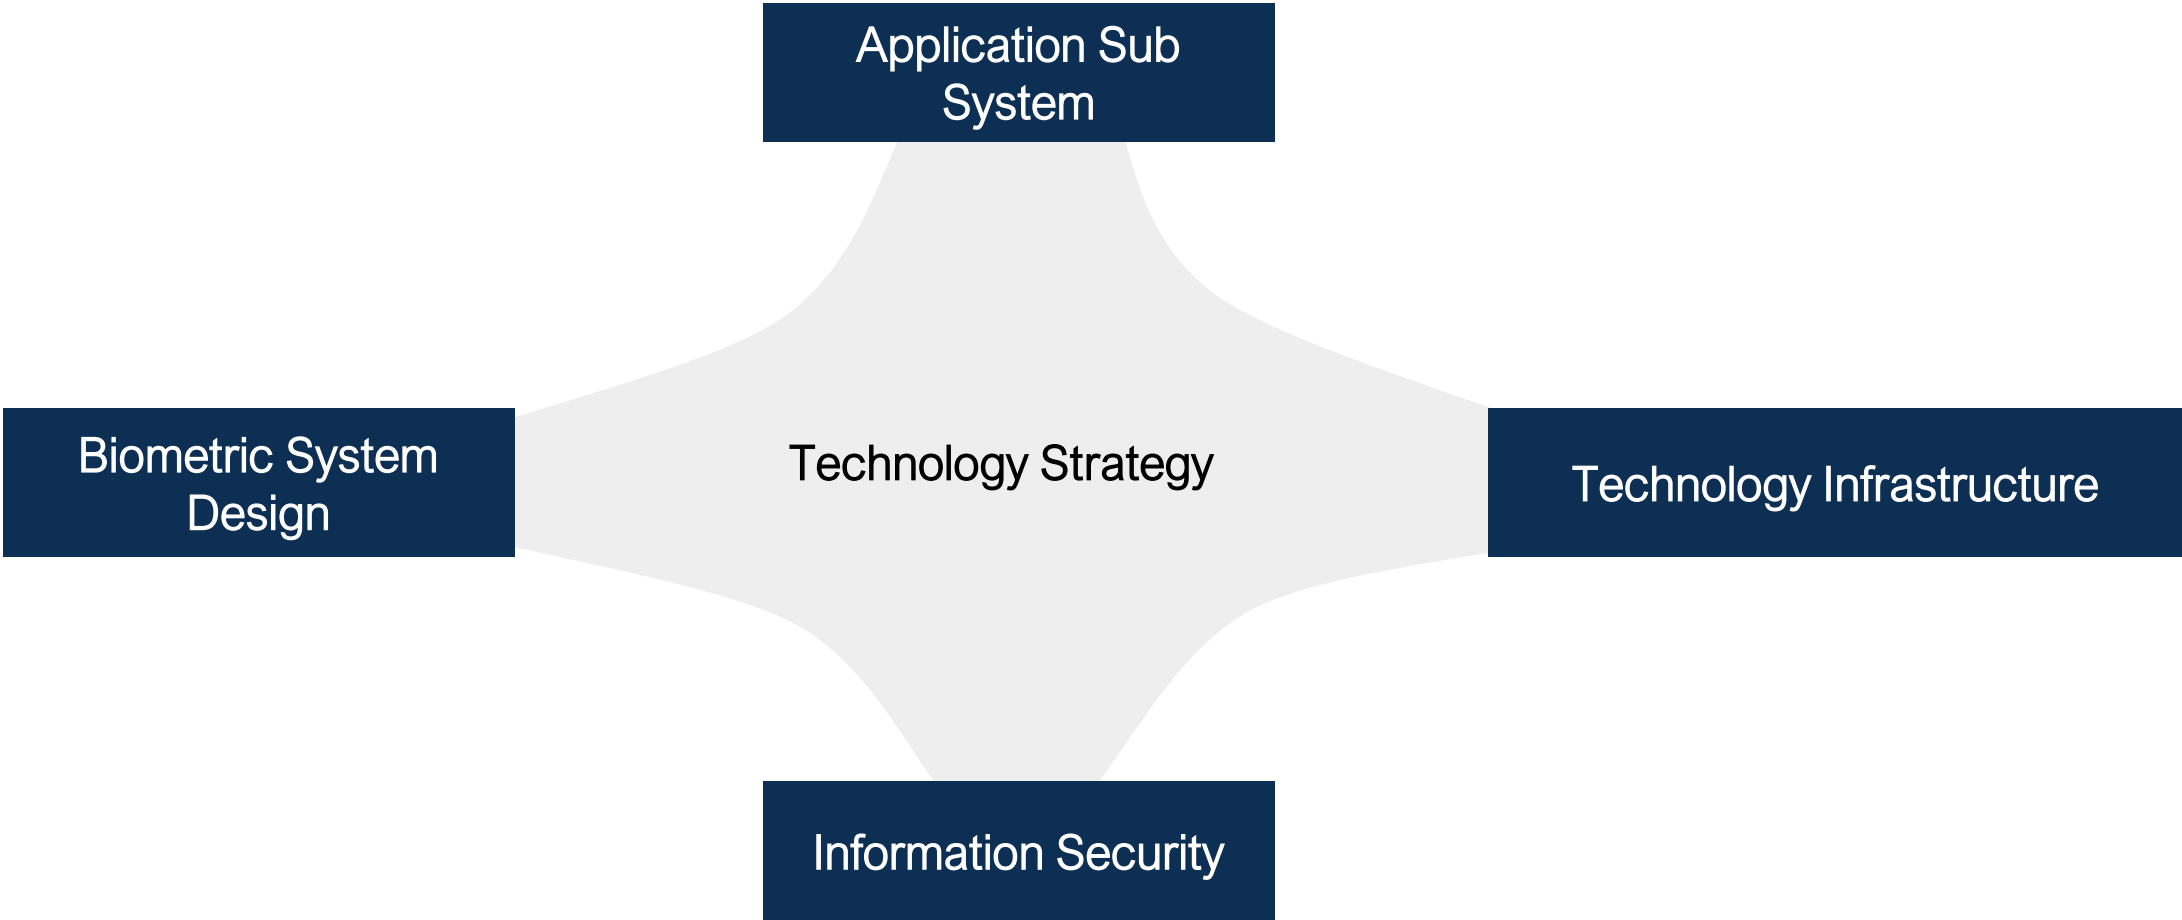 Application Sub
System
Biometric System
Design
Technology Strategy
Technology Infrastructure
Information Security